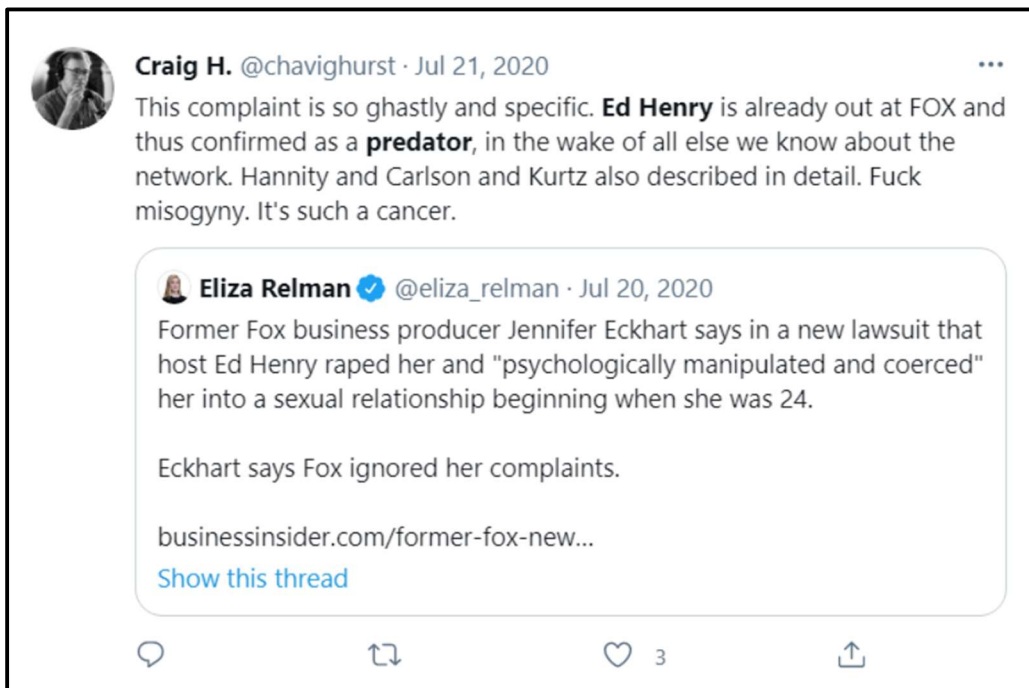 Craig H. @chavighurst · Jul 21, 2020
This complaint is so ghastly and specific. Ed Henry is already out at FOX and
thus confirmed as a predator, in the wake of all else we know about the
network. Hannity and Carlson and Kurtz also described in detail. Fuck
misogyny. It's such a cancer.
Eliza Relman @eliza_relman · Jul 20, 2020
Former Fox business producer Jennifer Eckhart says in a new lawsuit that
host Ed Henry raped her and "psychologically manipulated and coerced"
her into a sexual relationship beginning when she was 24.
Eckhart says Fox ignored her complaints.
businessinsider.com/former-fox-new...
Show this thread
3